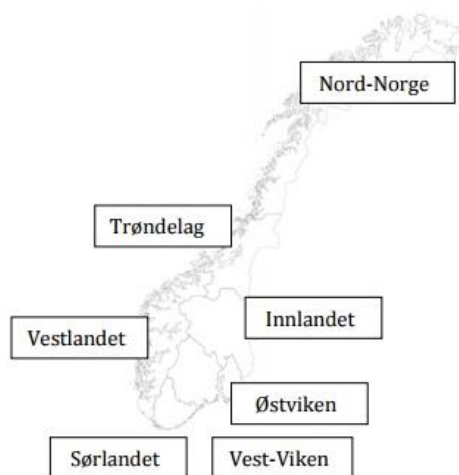 Nord-Norge
Trøndelag
Innlandet
Vestlandet
Østviken
Sørlandet
Vest-Viken